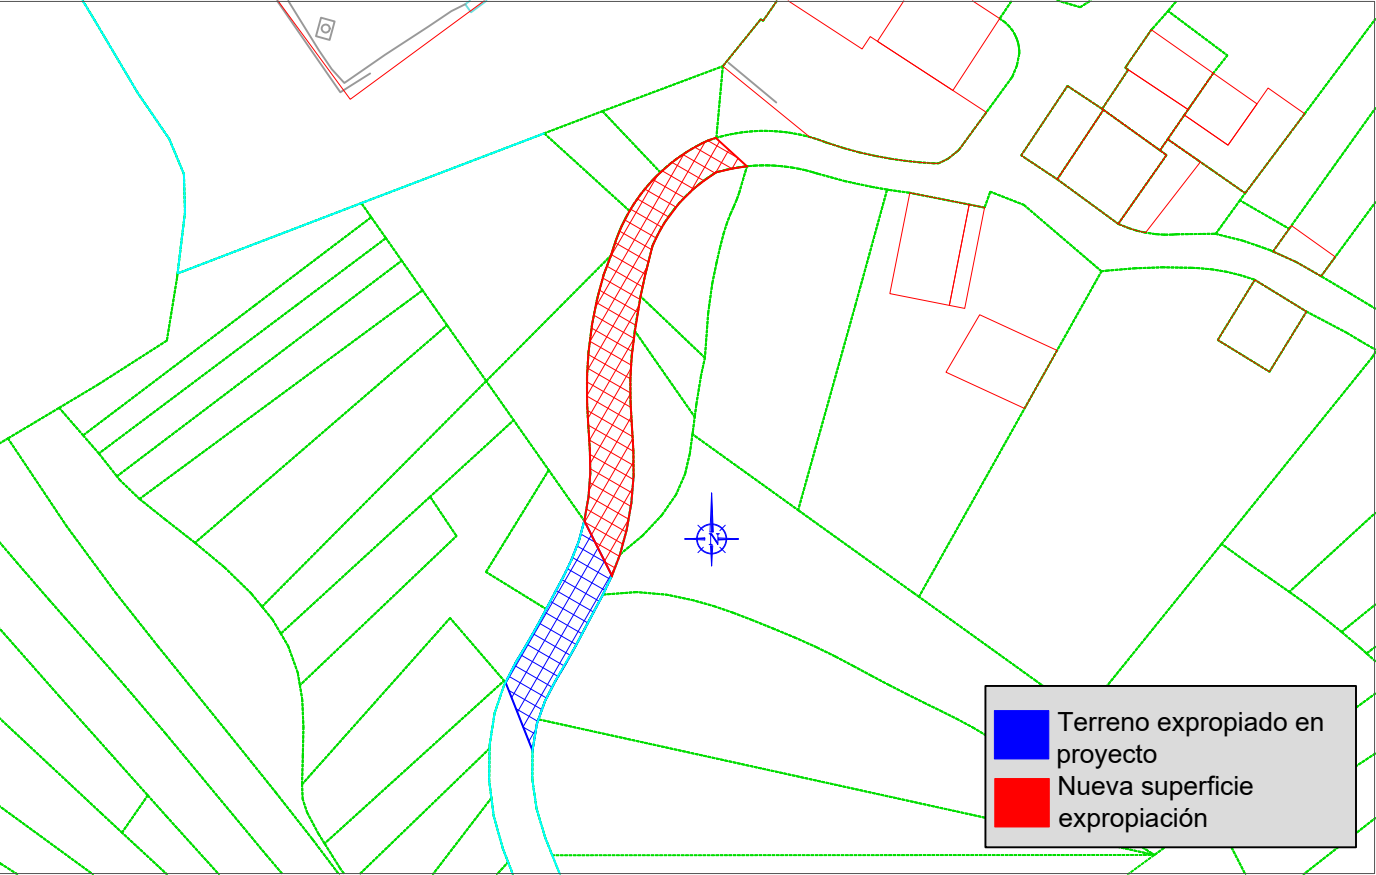 N
Terreno expropiado en
proyecto
Nueva superficie
expropiación